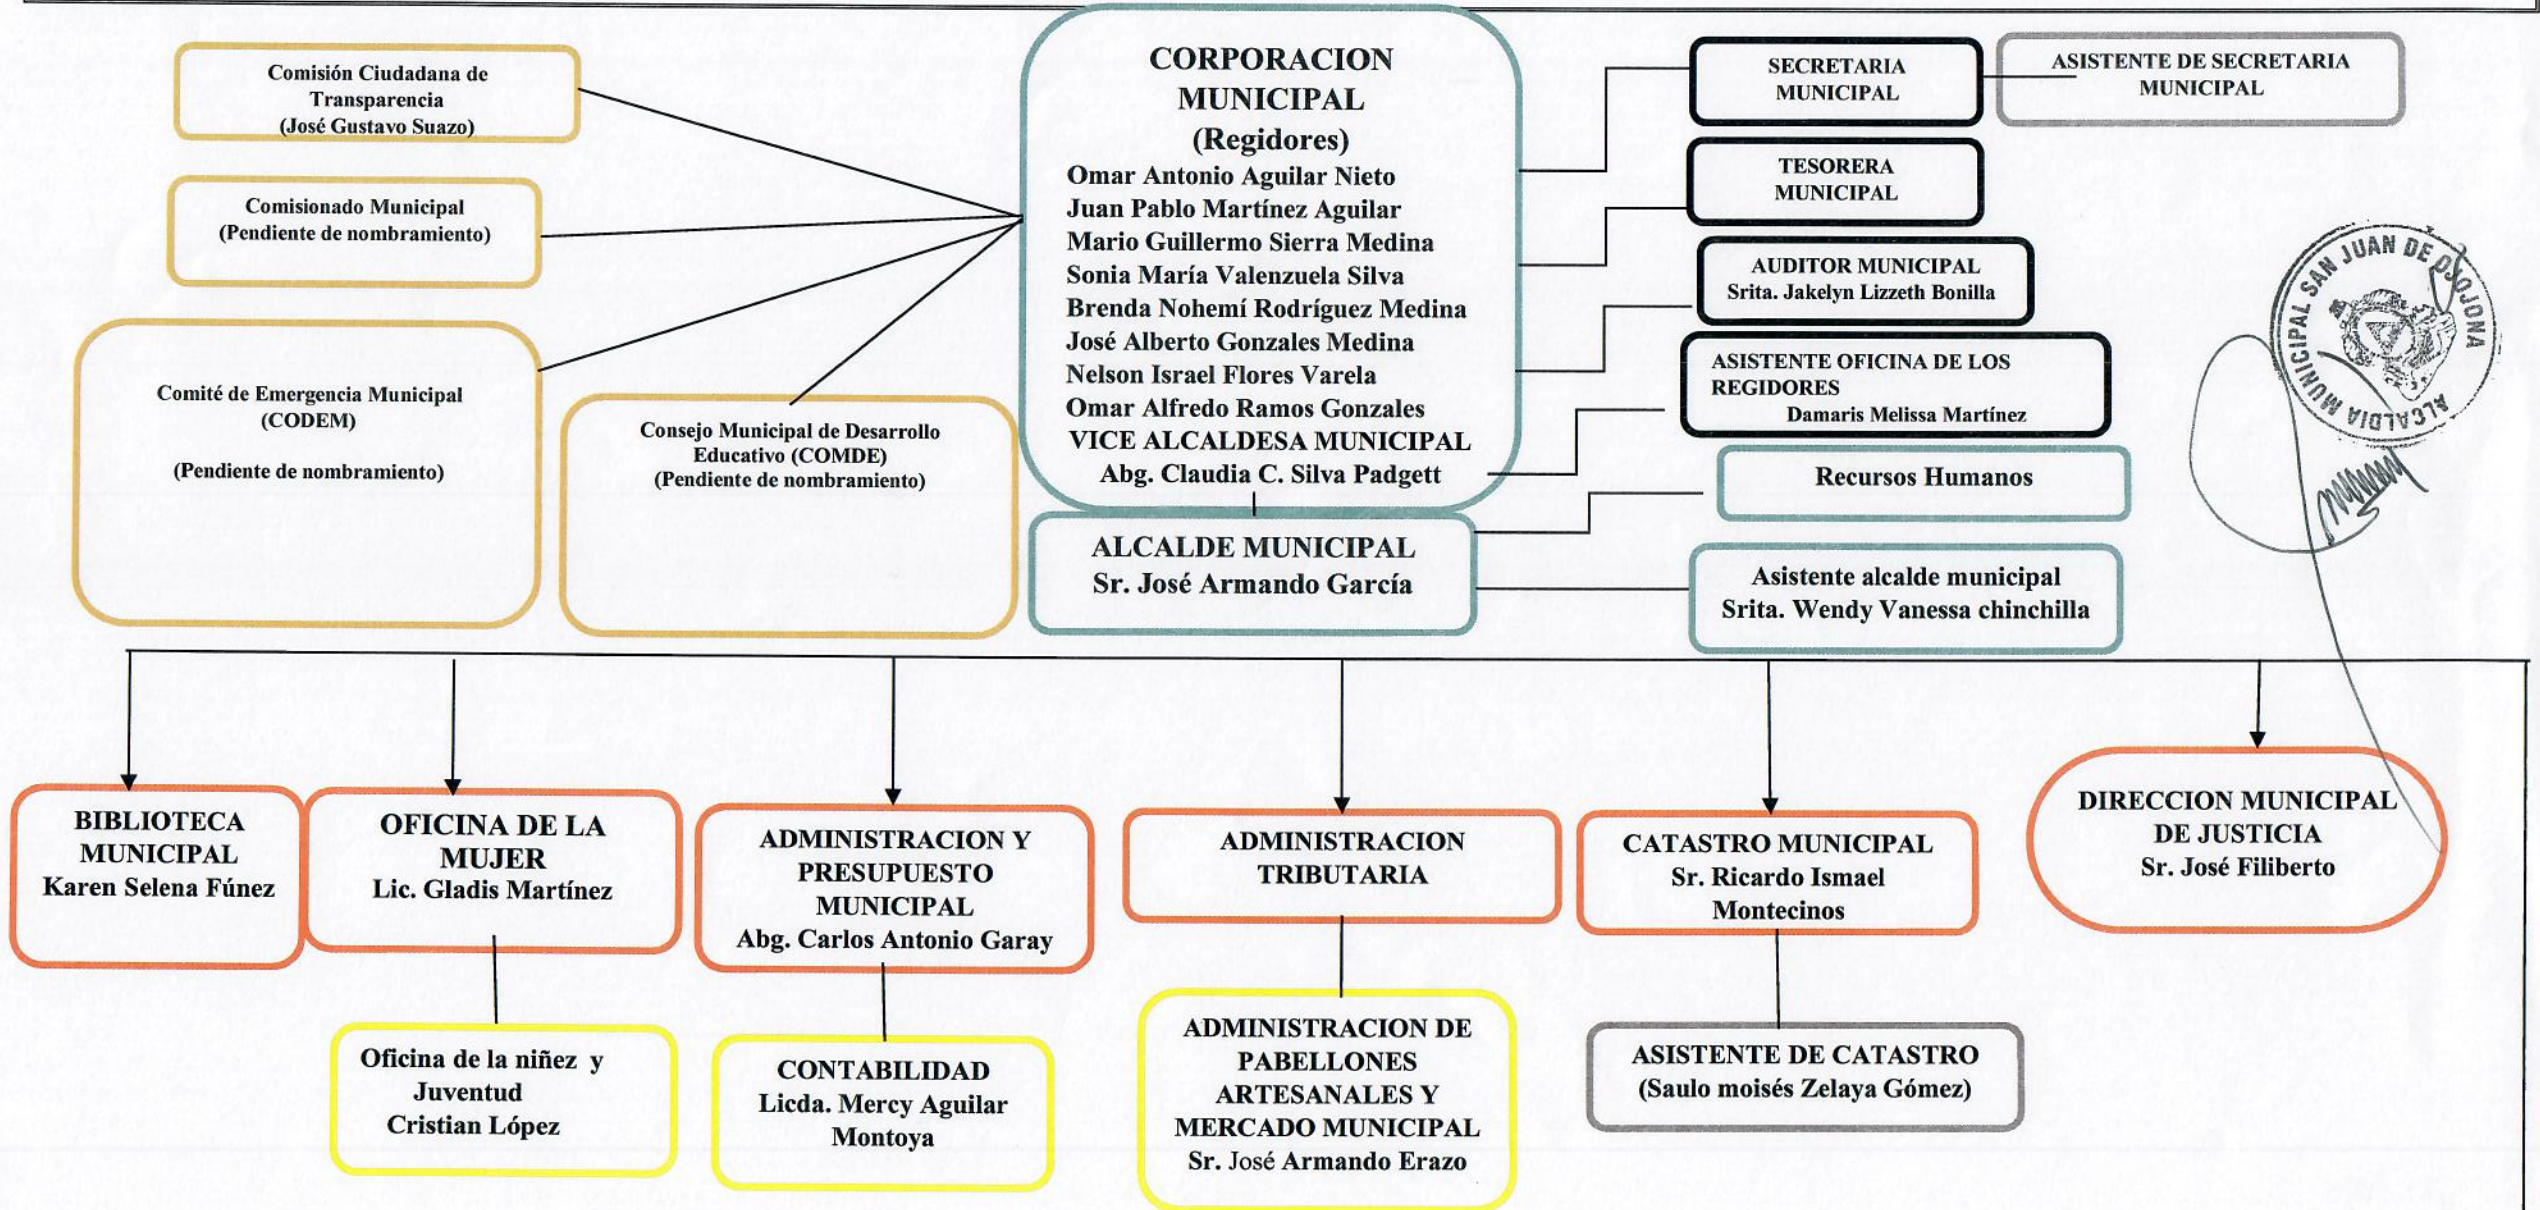 Comisión Ciudadana de
Transparencia
(José Gustavo Suazo)
Comisionado Municipal
(Pendiente de nombramiento)
Comité de Emergencia Municipal
(CODEM)
(Pendiente de nombramiento)
Consejo Municipal de Desarrollo
Educativo (COMDE)
(Pendiente de nombramiento)
CORPORACION
MUNICIPAL
(Regidores)
Omar Antonio Aguilar Nieto
Juan Pablo Martínez Aguilar
Mario Guillermo Sierra Medina
Sonia María Valenzuela Silva
Brenda Nohemí Rodríguez Medina
José Alberto Gonzales Medina
Nelson Israel Flores Varela
Omar Alfredo Ramos Gonzales
VICE ALCALDESA MUNICIPAL
Abg. Claudia C. Silva Padgett
ALCALDE MUNICIPAL
Sr. José Armando García
SECRETARIA
MUNICIPAL
ASISTENTE DE SECRETARIA
MUNICIPAL
TESORERA
MUNICIPAL
AUDITOR MUNICIPAL
Srita. Jakelyn Lizzeth Bonilla
ASISTENTE OFICINA DE LOS
REGIDORES
Damaris Melissa Martínez
Recursos Humanos
Asistente alcalde municipal
Srita. Wendy Vanessa chinchilla
ALCALDIA MUNICIPAL SAN JUAN DE OJOJONA
BIBLIOTECA
MUNICIPAL
Karen Selena Fúnez
OFICINA DE LA
MUJER
Lic. Gladis Martínez
ADMINISTRACION Y
PRESUPUESTO
MUNICIPAL
Abg. Carlos Antonio Garay
ADMINISTRACION
TRIBUTARIA
CATASTRO MUNICIPAL
Sr. Ricardo Ismael
Montecinos
DIRECCION MUNICIPAL
DE JUSTICIA
Sr. José Filiberto
Oficina de la niñez y
Juventud
Cristian López
CONTABILIDAD
Licda. Mercy Aguilar
Montoya
ADMINISTRACION DE
PABELLONES
ARTESANALES Y
MERCADO MUNICIPAL
Sr. José Armando Erazo
ASISTENTE DE CATASTRO
(Saulo moisés Zelaya Gómez)